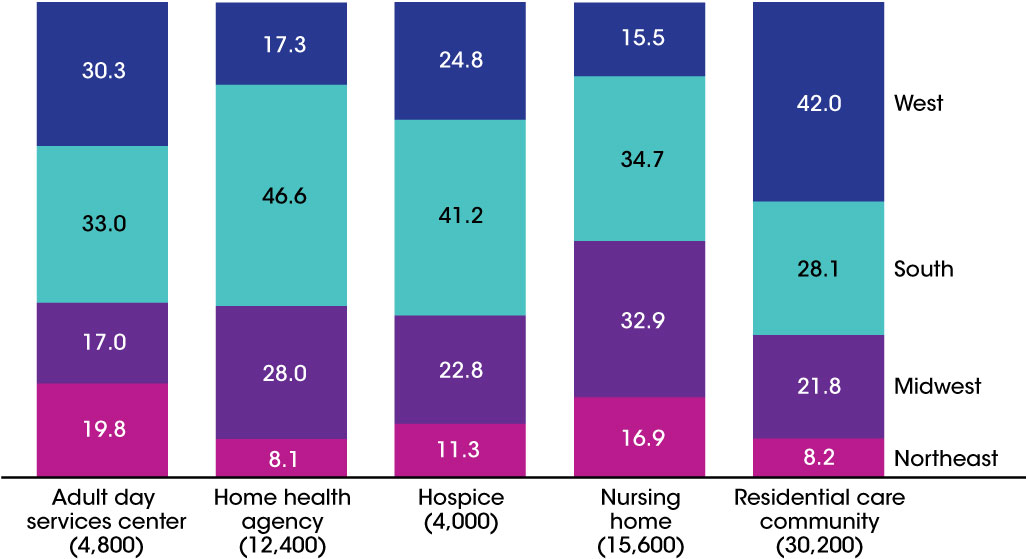 30.3
33.0
17.0
19.8
17.3
46.6
28.0
8.1
24.8
41.2
22.8
11.3
15.5
34.7
32.9
16.9
42.0
28.1
21.8
8.2
West
South
Midwest
Northeast
Adult day
services center
(4,800)
Home health
agency
(12,400)
Hospice
(4,000)
Nursing
home
(15,600)
Residential care
community
(30,200)